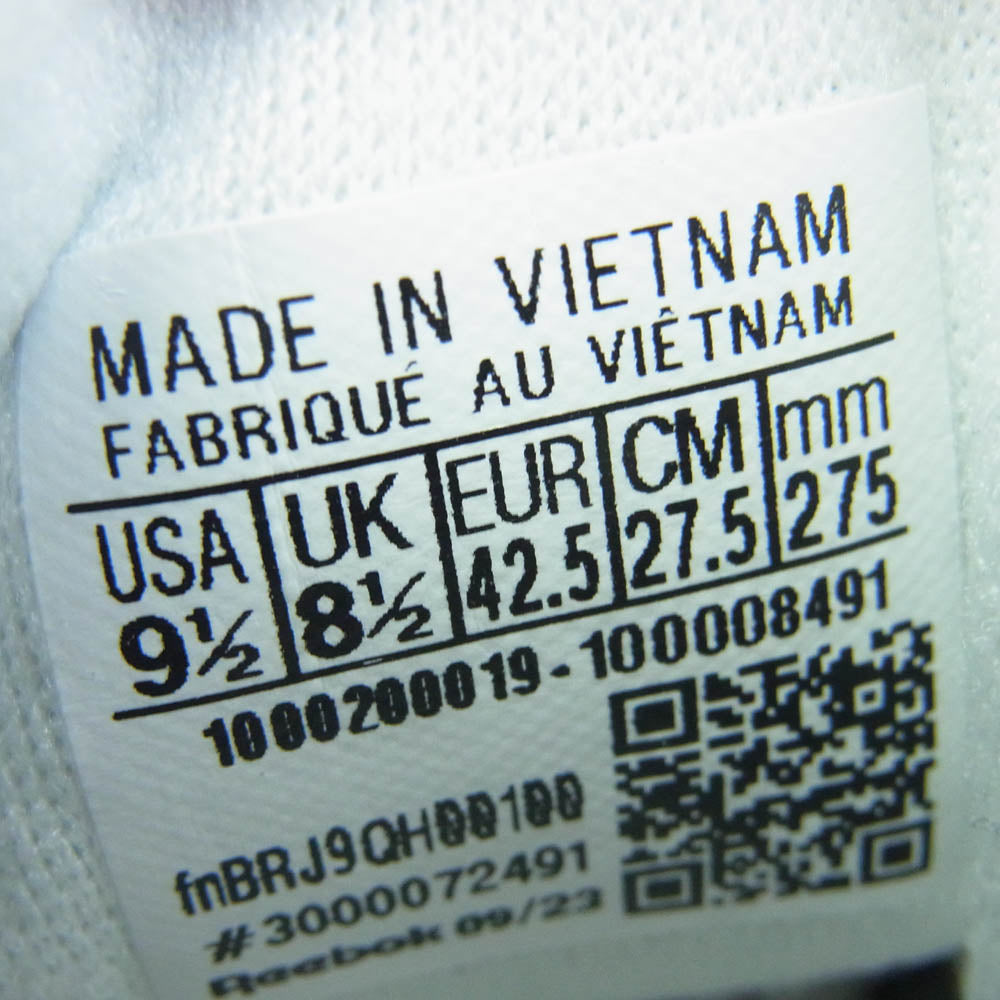 MADE IN VIETNAM
FABRIQUÉ AU VIÊTNAM
USA UK EUR CM mm
9½ 8½ 42.5 27.5 275
1000200019-100008491
fnBRJ9QH00100
#3000072491
Reebok 09/23